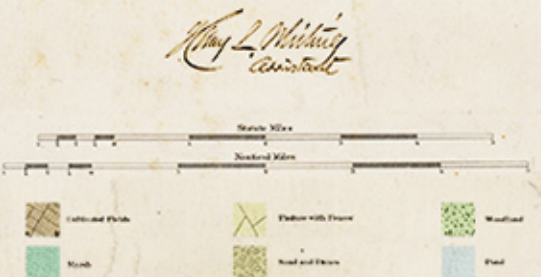 Henry L. Whiting
Assistant
Statute Miles
Nautical Miles
Cultivated Fields
Pasture with Fences
Woodland
Marsh
Sand and Dunes
Pond